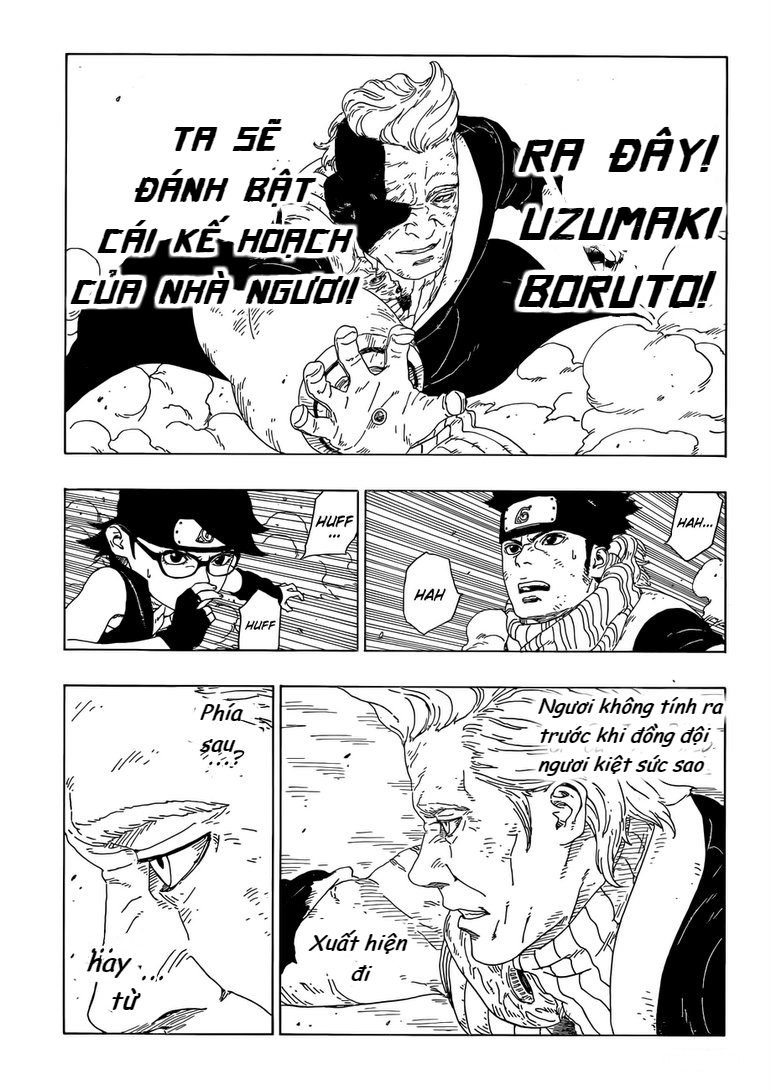 RA ĐÂY!
UZUMAKI
BORUTO!
TA SẼ
ĐÁNH BẬT
CÁI KẾ HOẠCH
CỦA NHÀ NGƯƠI!
HAH...
HAH
HUFF
...
HUFF
Ngươi không tính ra
trước khi đồng đội
ngươi kiệt sức sao
Xuất hiện
đi
Phía
sau
....?
hay ...
từ